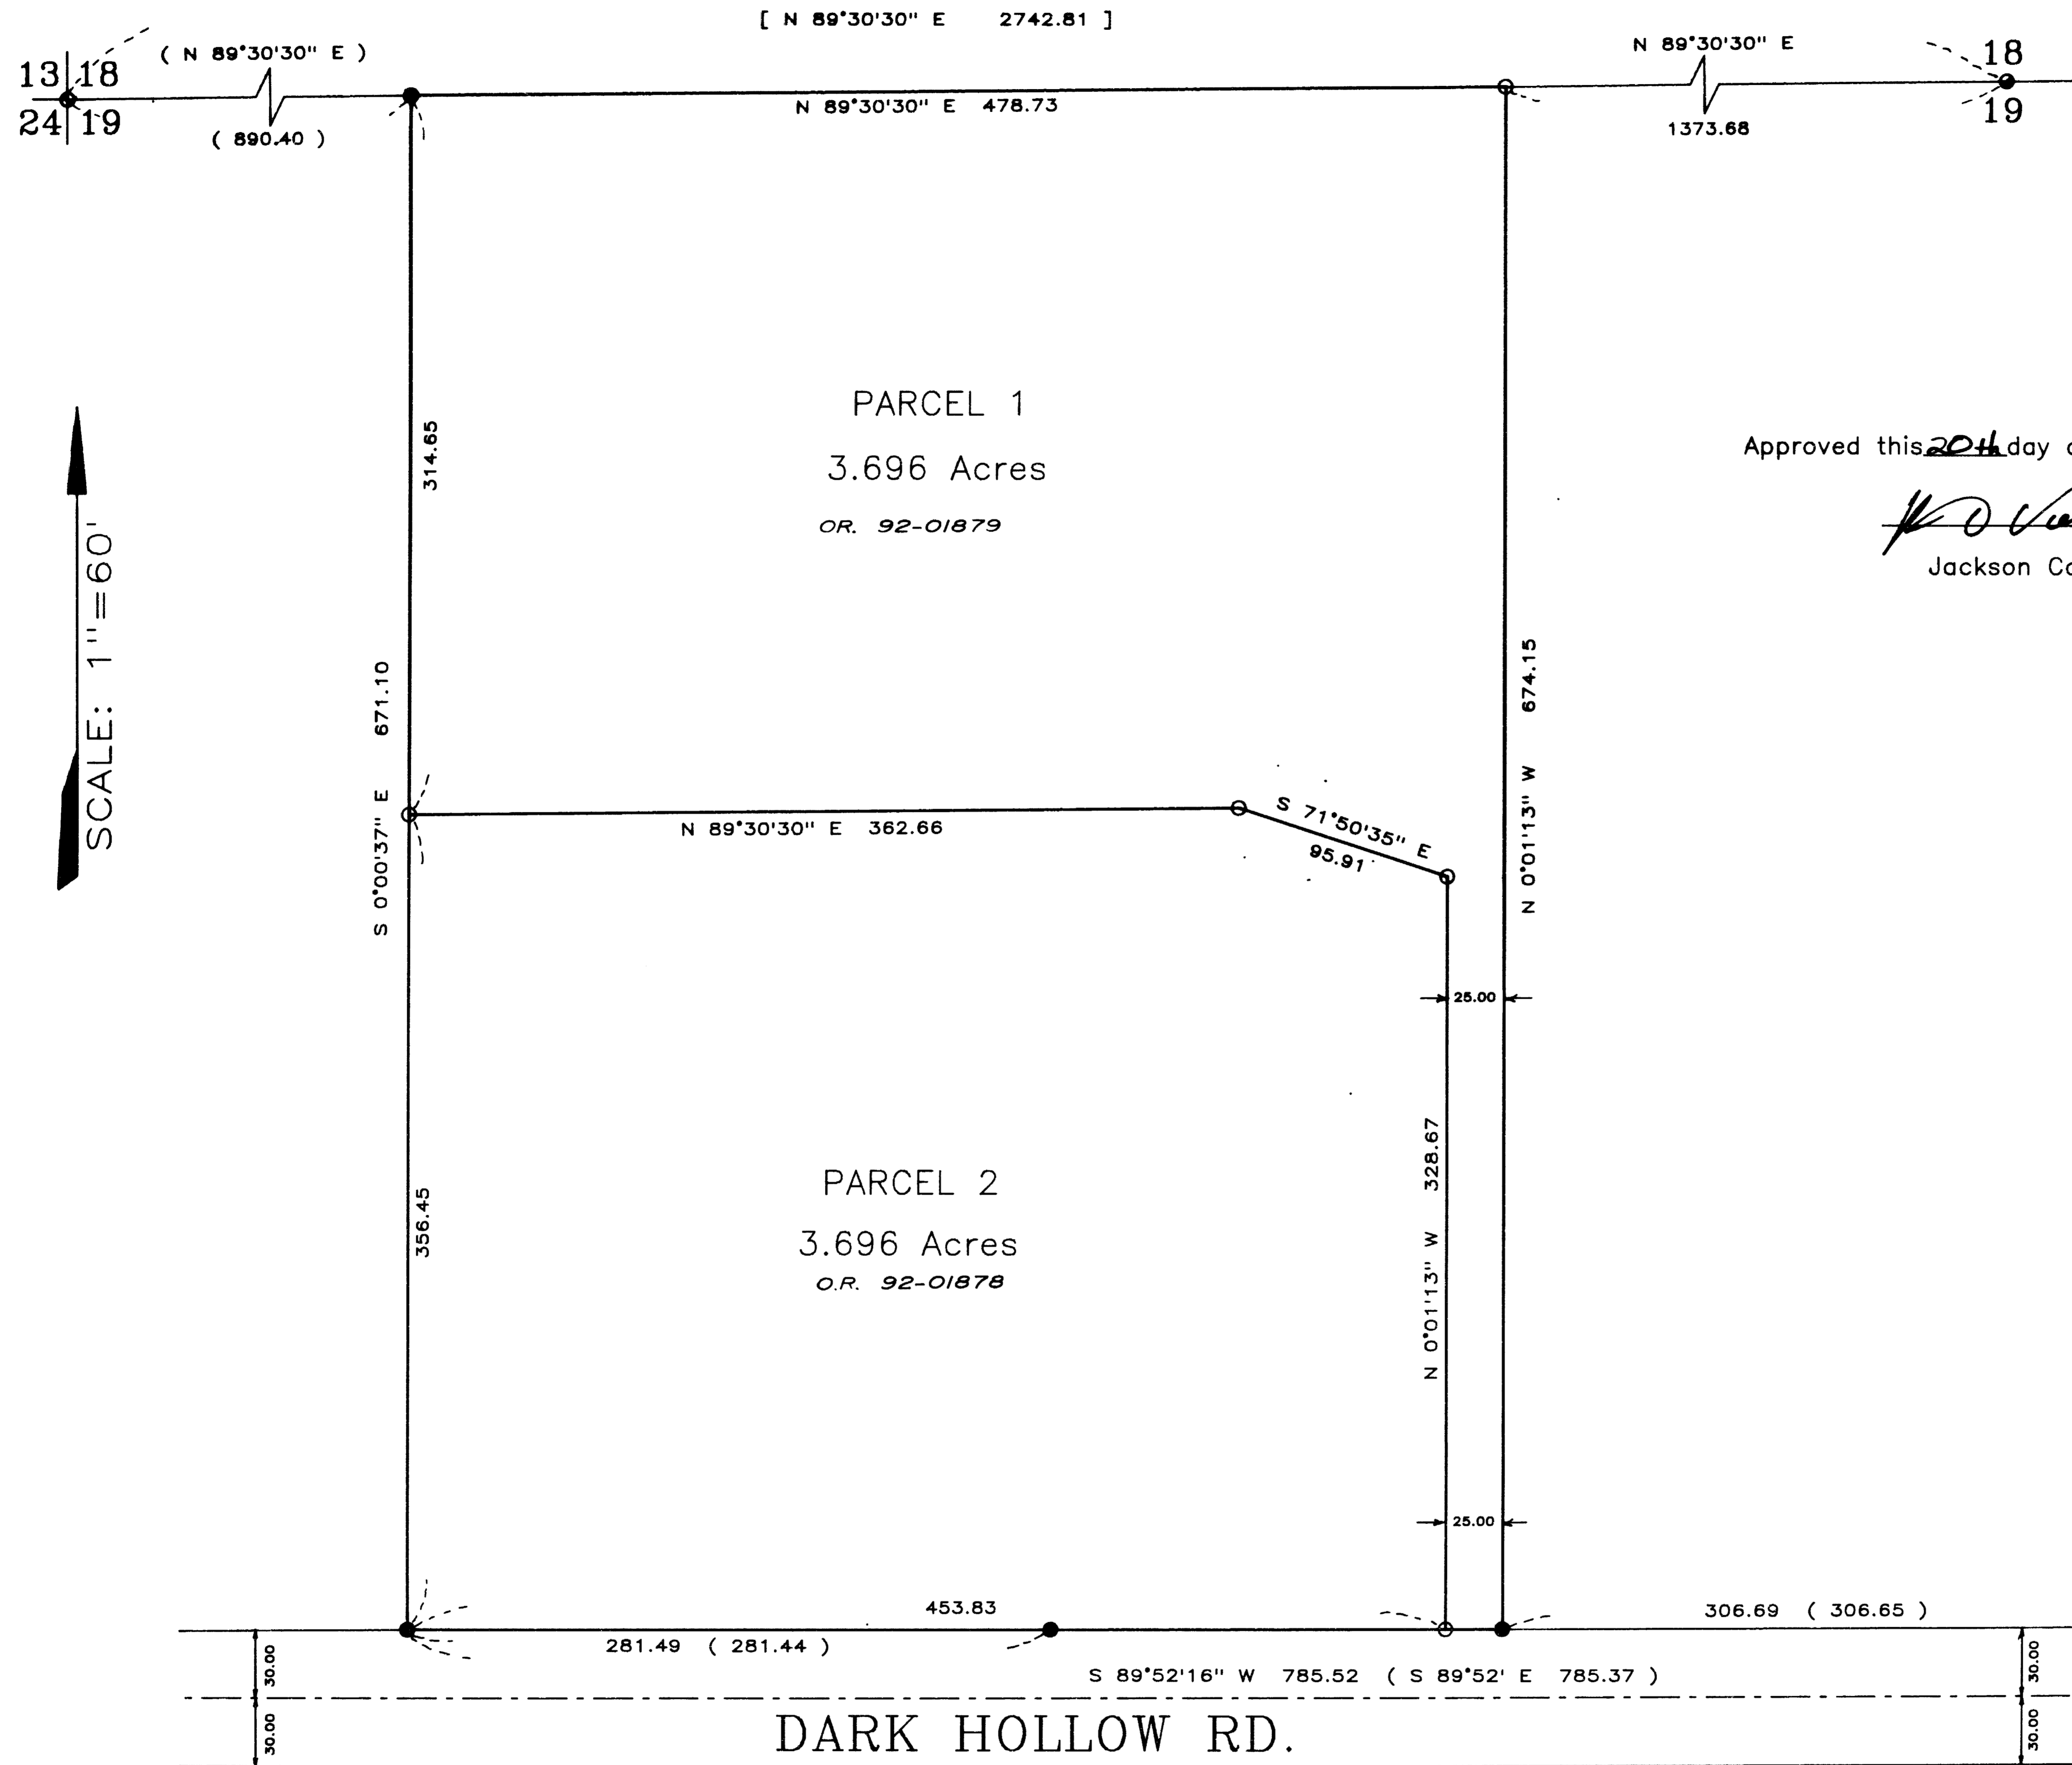 [ N 89°30'30" E 2742.81 ]
( N 89°30'30" E )
N 89°30'30" E
13 18
24 19
18
19
N 89°30'30" E 478.73
( 890.40 )
1373.68
PARCEL 1
3.696 Acres
OR. 92-01879
314.65
Approved this 20th day
Jackson
SCALE: 1"=60'
S 0°00'37" E 671.10
N 0°01'13" W 674.15
N 89°30'30" E 362.66
S 71°50'35" E
95.91
25.00
356.45
PARCEL 2
3.696 Acres
O.R. 92-01878
N 0°01'13" W 328.67
25.00
453.83
281.49 ( 281.44 )
306.69 ( 306.65 )
30.00
30.00
S 89°52'16" W 785.52 ( S 89°52' E 785.37 )
DARK HOLLOW RD.
30.00
30.00